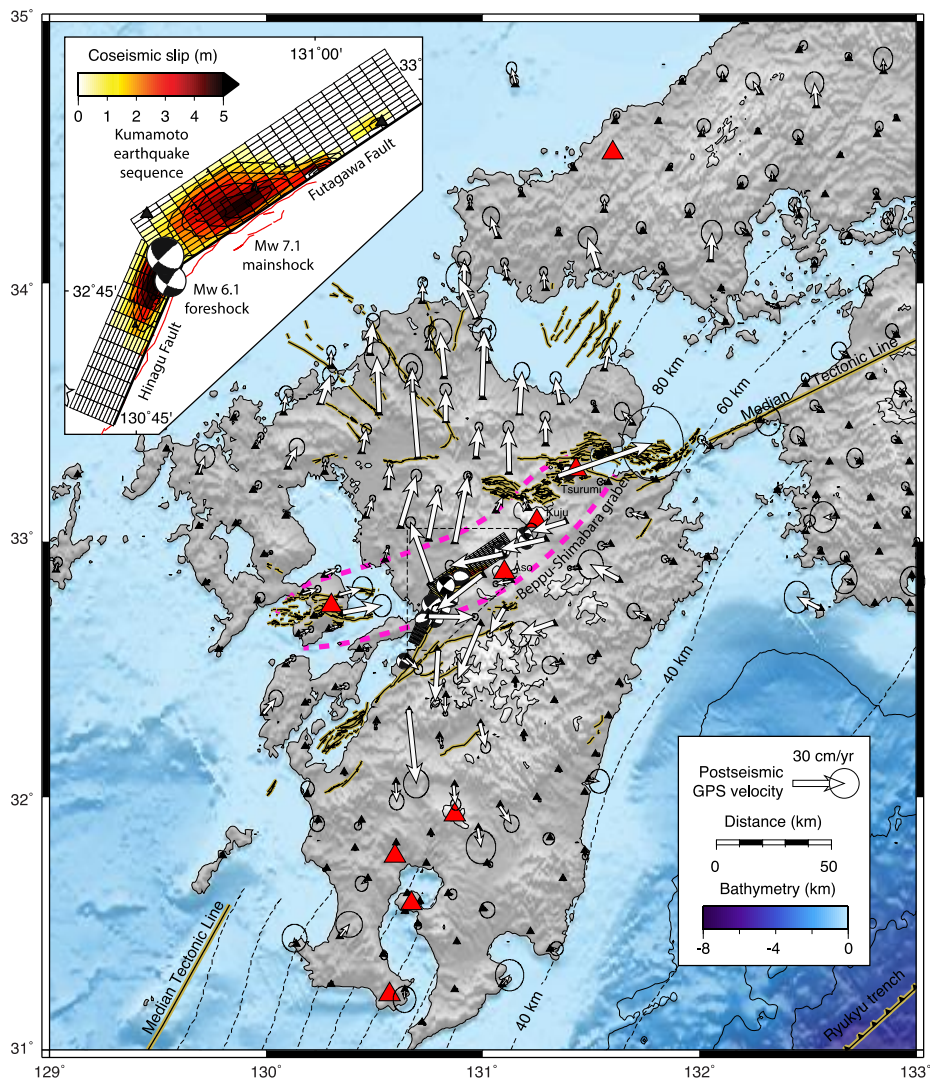 35°
34°
33°
32°
31°
129°
130°
131°
132°
133°
Coseismic slip (m)
0 1 2 3 4 5
Kumamoto
earthquake
sequence
131°00'
33°
Futagawa Fault
Mw 7.1
mainshock
Mw 6.1
foreshock
32°45'
Hinagu Fault
130°45'
80 km
60 km
Median Tectonic Line
Tsurumi
Kuju
Aso
Beppu-Shimabara graben
40 km
30 cm/yr
Postseismic
GPS velocity
Distance (km)
0 50
Bathymetry (km)
-8 -4 0
Median Tectonic Line
40 km
Ryukyu trench